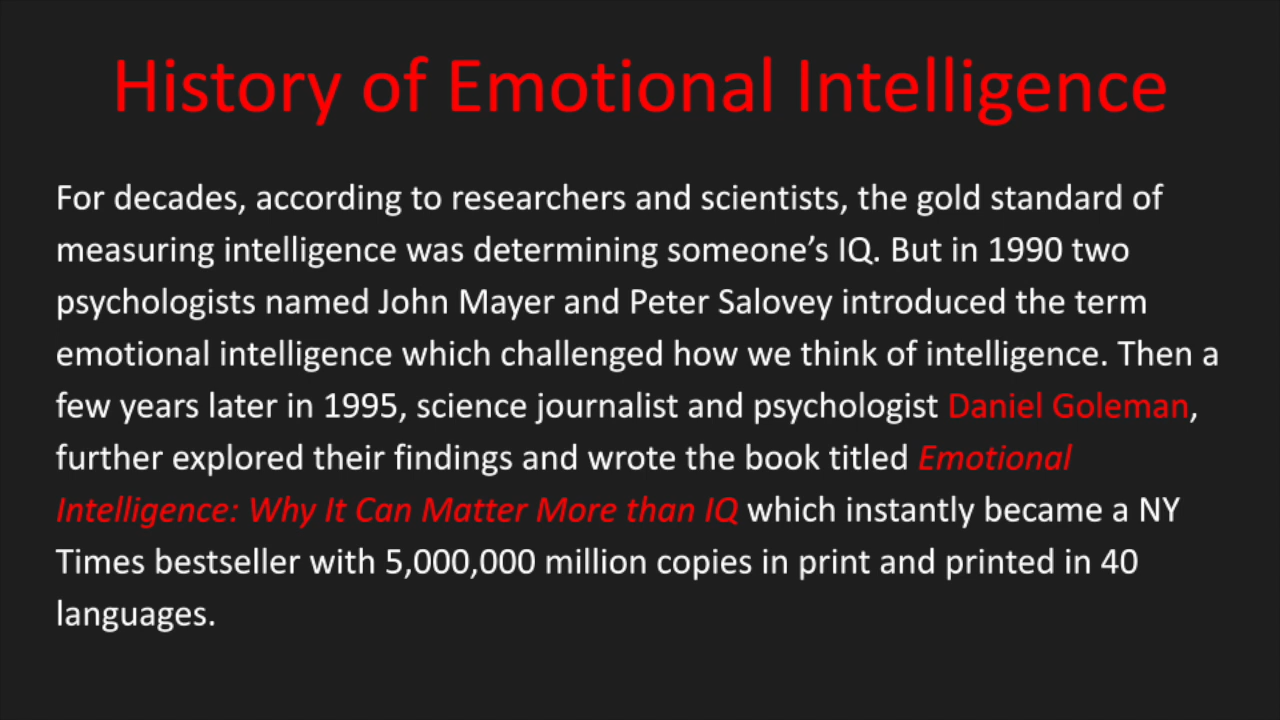 History of Emotional Intelligence
For decades, according to researchers and scientists, the gold standard of
measuring intelligence was determining someone’s IQ. But in 1990 two
psychologists named John Mayer and Peter Salovey introduced the term
emotional intelligence which challenged how we think of intelligence. Then a
few years later in 1995, science journalist and psychologist Daniel Goleman,
further explored their findings and wrote the book titled Emotional
Intelligence: Why It Can Matter More than IQ which instantly became a NY
Times bestseller with 5,000,000 million copies in print and printed in 40
languages.